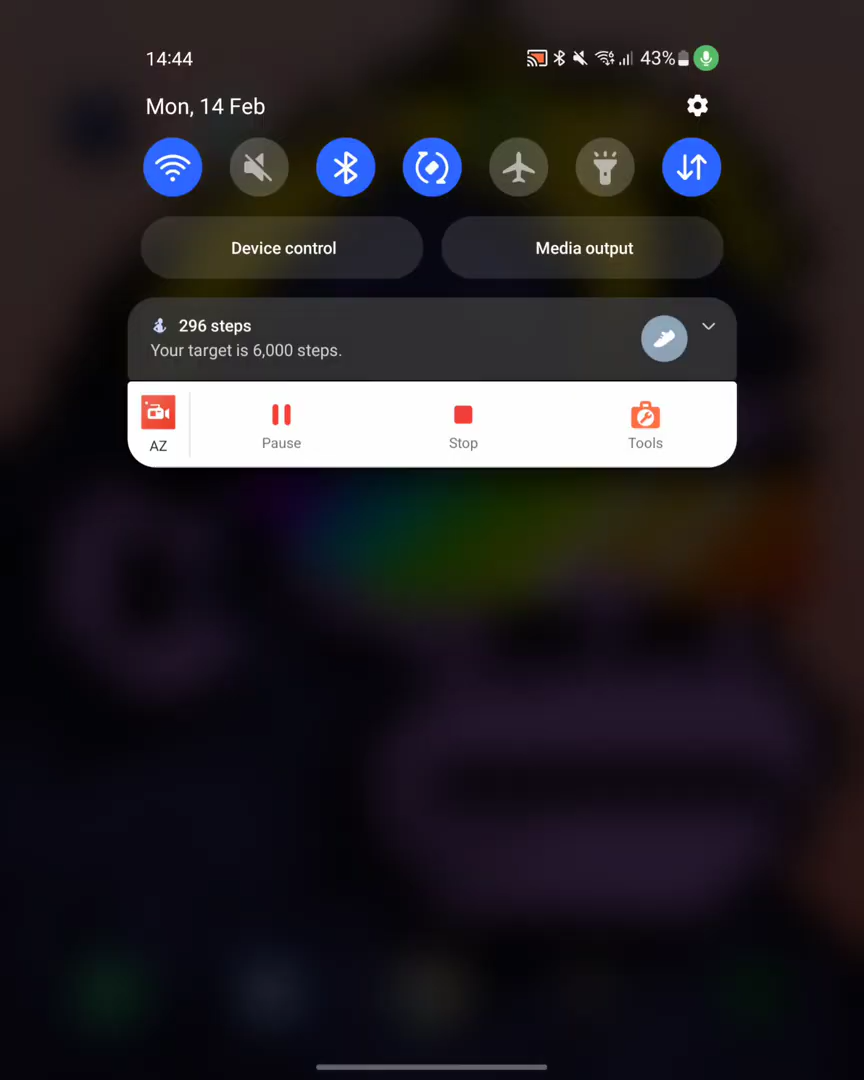 14:44
43%
Mon, 14 Feb
Device control
Media output
296 steps
Your target is 6,000 steps.
AZ
Pause
Stop
Tools